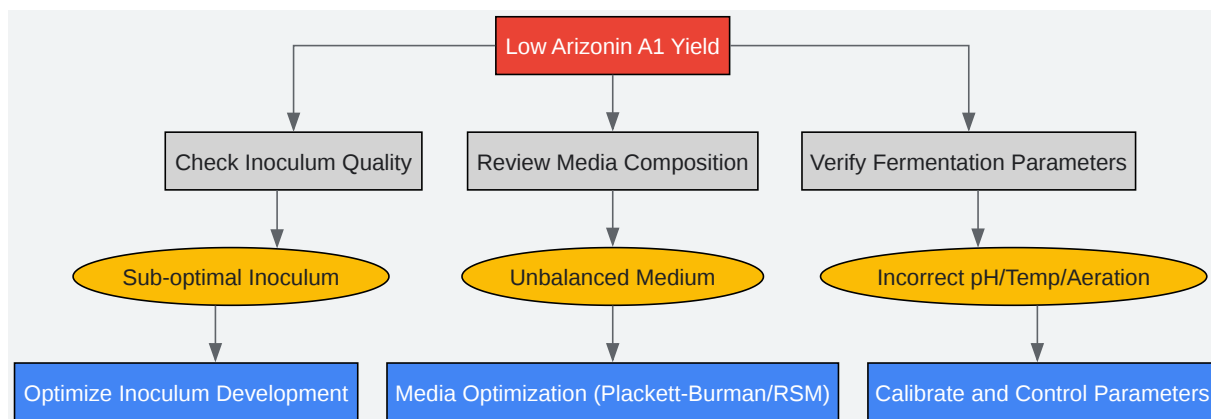 Low Arizonin A1 Yield
Check Inoculum Quality
Review Media Composition
Verify Fermentation Parameters
Sub-optimal Inoculum
Unbalanced Medium
Incorrect pH/Temp/Aeration
Optimize Inoculum Development
Media Optimization (Plackett-Burman/RSM)
Calibrate and Control Parameters